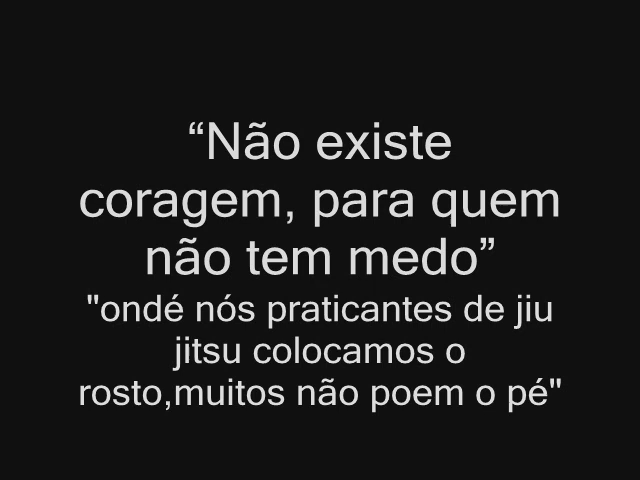 “Não existe
coragem, para quem
não tem medo”
"ondé nós praticantes de jiu
jitsu colocamos o
rosto,muitos não poem o pé"